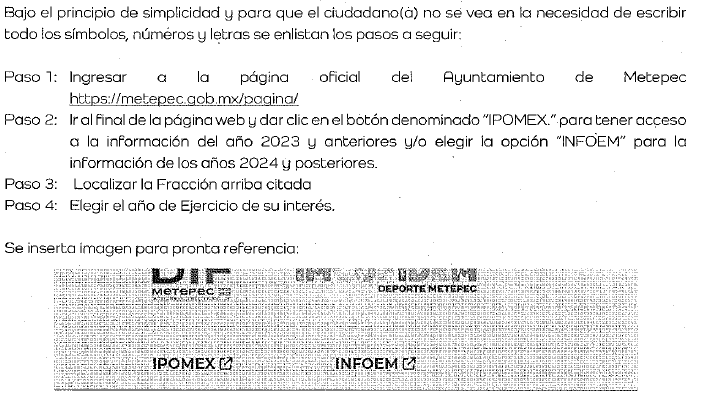 Bajo el principio de simplicidad y para que el ciudadano(a) no se vea en la necesidad de escribir
todo los símbolos, números y letras se enlistan los pasos a seguir:
Paso 1: Ingresar a la página oficial del Ayuntamiento de Metepec
https://metepec.gob.mx/pagina/
Paso 2: Ir al final de la página web y dar clic en el botón denominado "IPOMEX." para tener acceso
a la información del año 2023 y anteriores y/o elegir la opción "INFOEM" para la
información de los años 2024 y posteriores.
Paso 3: Localizar la Fracción arriba citada
Paso 4: Elegir el año de Ejercicio de su interés.
Se inserta imagen para pronta referencia:
DIF
METEPEC
DEPORTE METEPEC
IPOMEX
INFOEM